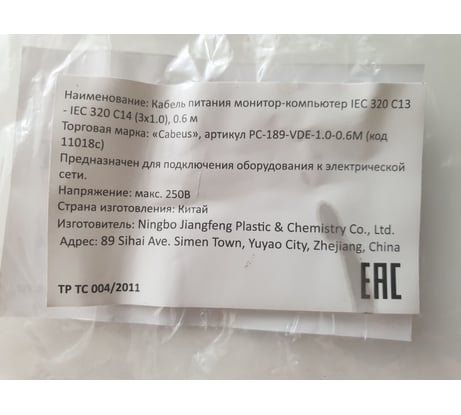 Наименование: Кабель питания монитор-компьютер IEC 320 C13
- IEC 320 C14 (3x1.0), 0.6 м
Торговая марка: «Cabeus», артикул PC-189-VDE-1.0-0.6M (код
11018c)
Предназначен для подключения оборудования к электрической
сети.
Напряжение: макс. 250В
Страна изготовления: Китай
Изготовитель: Ningbo Jiangfeng Plastic & Chemistry Co., Ltd.
Адрес: 89 Sihai Ave. Simen Town, Yuyao City, Zhejiang, China
ТР ТС 004/2011
EAC